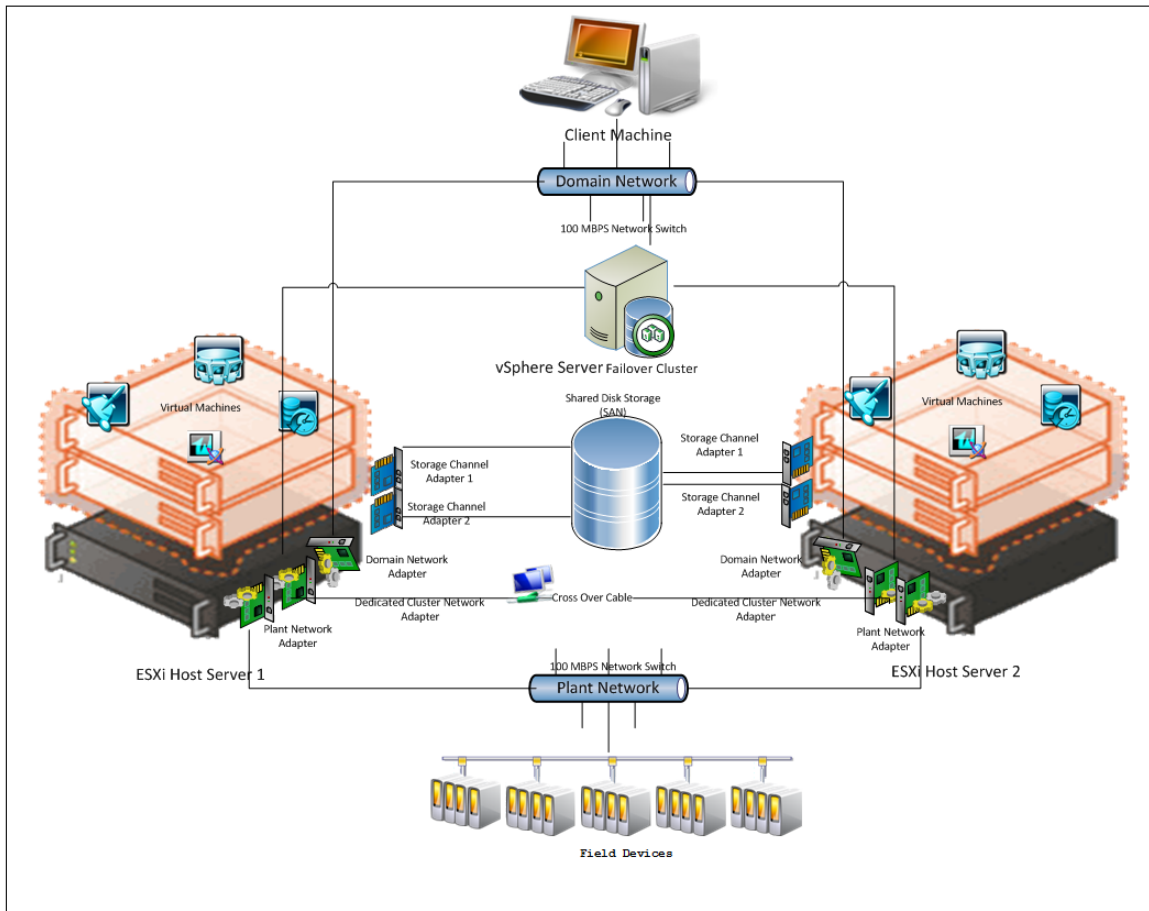 Client Machine
Domain Network
100 MBPS Network Switch
vSphere Server Failover Cluster
Virtual Machines
Virtual Machines
Shared Disk Storage
(SAN)
Storage Channel
Adapter 1
Storage Channel
Adapter 2
Storage Channel
Adapter 1
Storage Channel
Adapter 2
Domain Network
Adapter
Domain Network
Adapter
Dedicated Cluster Network
Adapter
Cross Over Cable
Dedicated Cluster Network
Adapter
Plant Network
Adapter
Plant Network
Adapter
ESXi Host Server 1
ESXi Host Server 2
100 MBPS Network Switch
Plant Network
Field Devices